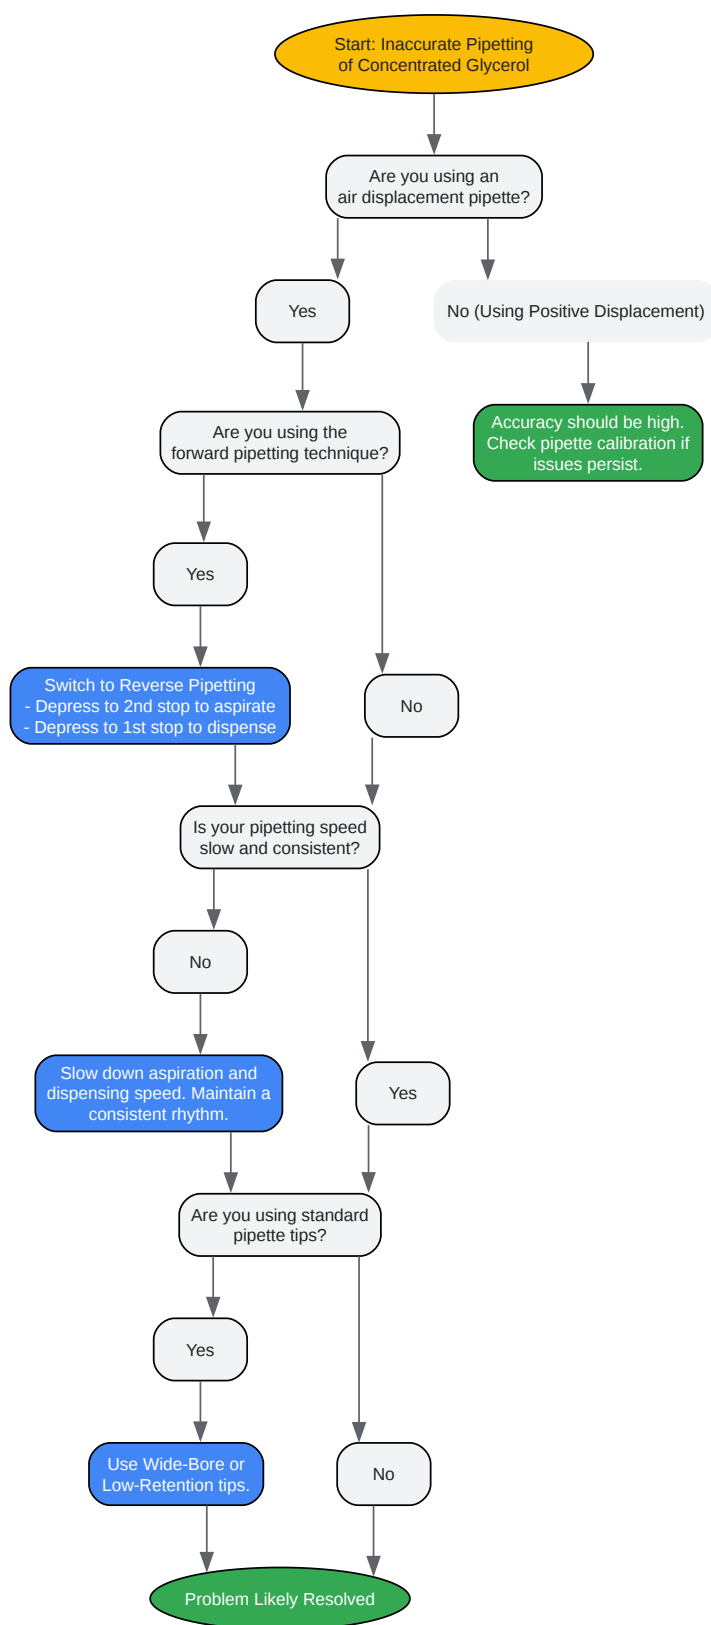 Start: Inaccurate Pipetting
of Concentrated Glycerol
Are you using an
air displacement pipette?
Yes
No (Using Positive Displacement)
Are you using the
forward pipetting technique?
Accuracy should be high.
Check pipette calibration if
issues persist.
Yes
Switch to Reverse Pipetting
- Depress to 2nd stop to aspirate
- Depress to 1st stop to dispense
No
Is your pipetting speed
slow and consistent?
No
Slow down aspiration and
dispensing speed. Maintain a
consistent rhythm.
Yes
Are you using standard
pipette tips?
Yes
Use Wide-Bore or
Low-Retention tips.
No
Problem Likely Resolved